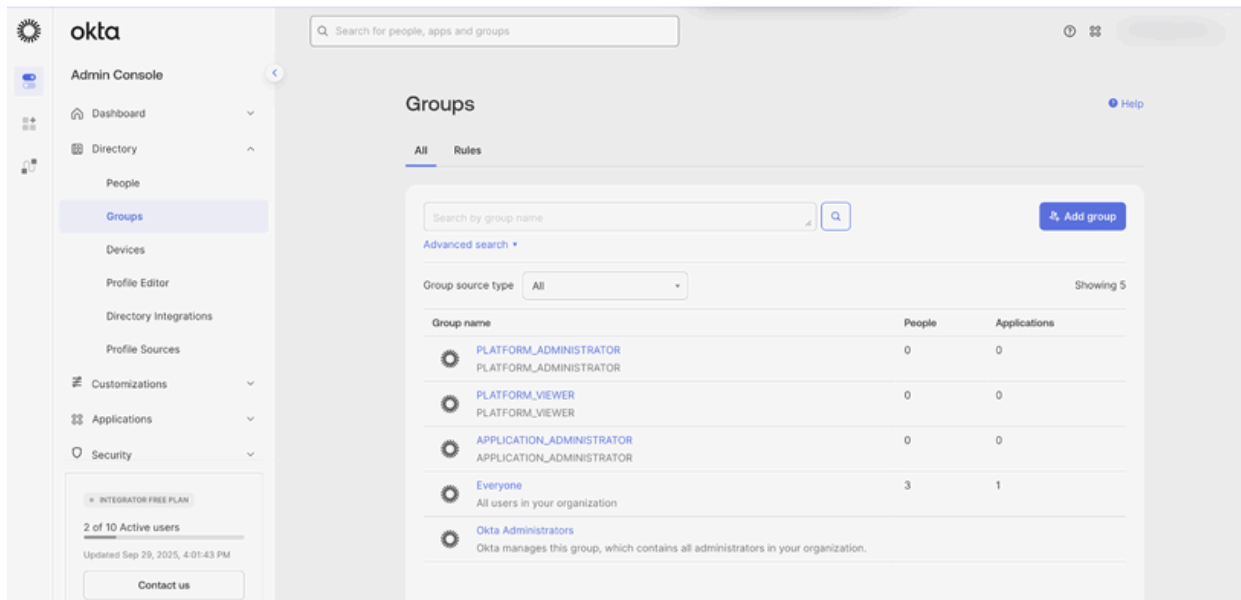 okta
Search for people, apps and groups
Admin Console
Dashboard
Directory
People
Groups
Devices
Profile Editor
Directory Integrations
Profile Sources
Customizations
Applications
Security
INTEGRATOR FREE PLAN
2 of 10 Active users
Updated Sep 29, 2025, 4:01:43 PM
Contact us
Groups
Help
All Rules
Search by group name
Add group
Advanced search
Group source type All Showing 5
Group name People Applications
PLATFORM_ADMINISTRATOR 0 0
PLATFORM_ADMINISTRATOR
PLATFORM_VIEWER 0 0
PLATFORM_VIEWER
APPLICATION_ADMINISTRATOR 0 0
APPLICATION_ADMINISTRATOR
Everyone 3 1
All users in your organization
Okta Administrators
Okta manages this group, which contains all administrators in your organization.